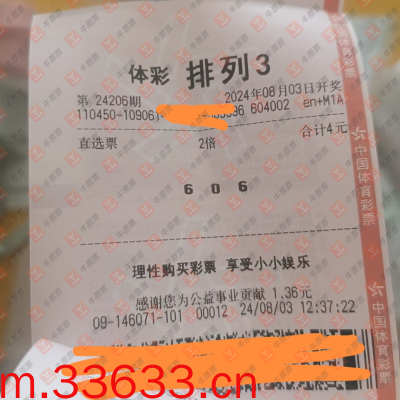 体彩 排列3
第 24206期 2024年08月03日开奖
110450-10906 604002 en+M1A
直选票 2倍 合计4元
6 0 6
理性购买彩票 享受小小娱乐
感谢您为公益事业贡献 1.36元
09-146071-101 00012 24/08/03 12:37:22
中国体育彩票
中国体育彩票
m.33633.cn